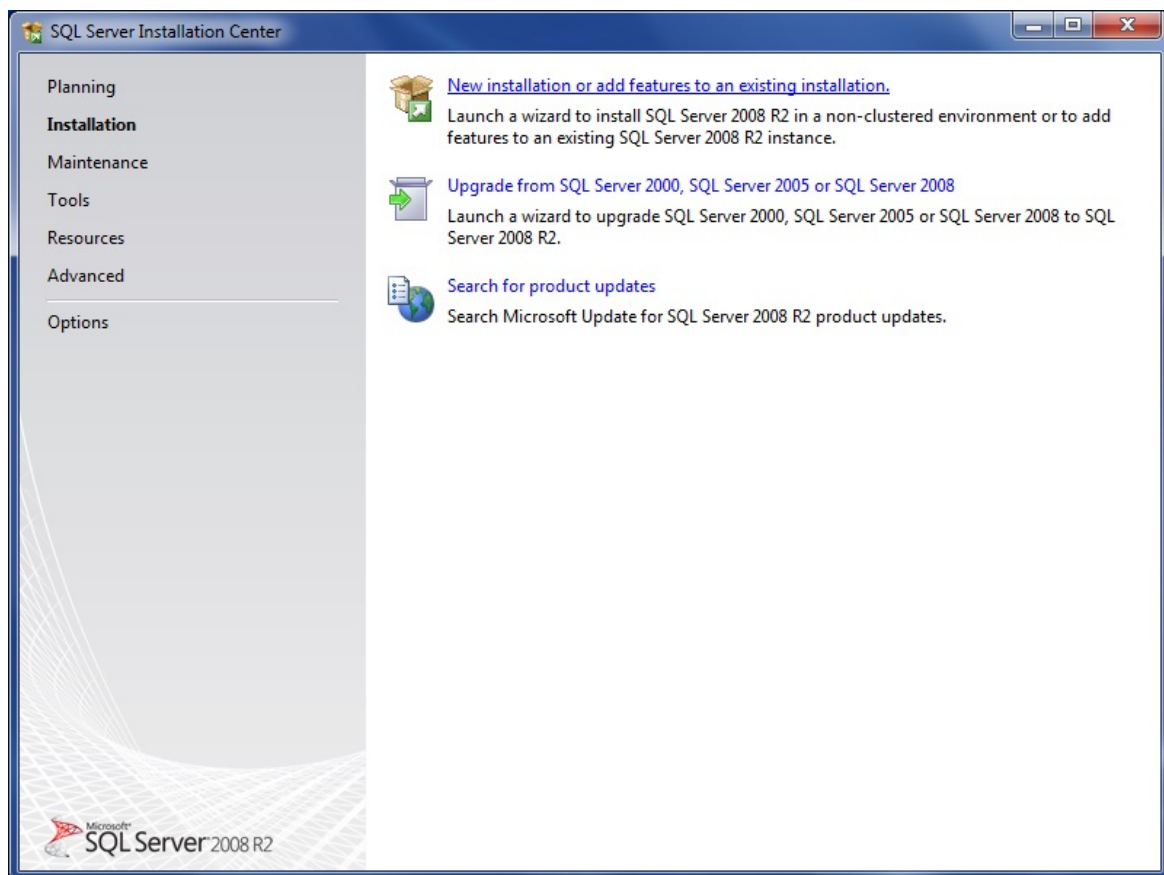 SQL Server Installation Center
Planning
Installation
Maintenance
Tools
Resources
Advanced
Options
New installation or add features to an existing installation.
Launch a wizard to install SQL Server 2008 R2 in a non-clustered environment or to add
features to an existing SQL Server 2008 R2 instance.
Upgrade from SQL Server 2000, SQL Server 2005 or SQL Server 2008
Launch a wizard to upgrade SQL Server 2000, SQL Server 2005 or SQL Server 2008 to SQL
Server 2008 R2.
Search for product updates
Search Microsoft Update for SQL Server 2008 R2 product updates.
Microsoft®
SQL Server® 2008 R2